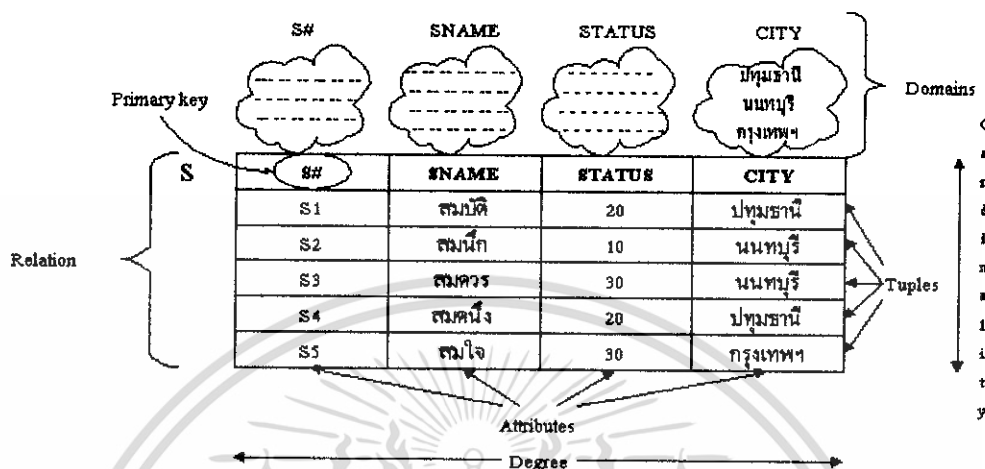 S# SNAME STATUS CITY
ปทุมธานี
นนทบุรี
กรุงเทพฯ
Domains
Primary key
Relation
S
S# SNAME STATUS CITY
S1 สมบัติ 20 ปทุมธานี
S2 สมนึก 10 นนทบุรี
S3 สมควร 30 นนทบุรี
S4 สมคนึง 20 ปทุมธานี
S5 สมใจ 30 กรุงเทพฯ
Tuples
Cardinality
Attributes
Degree